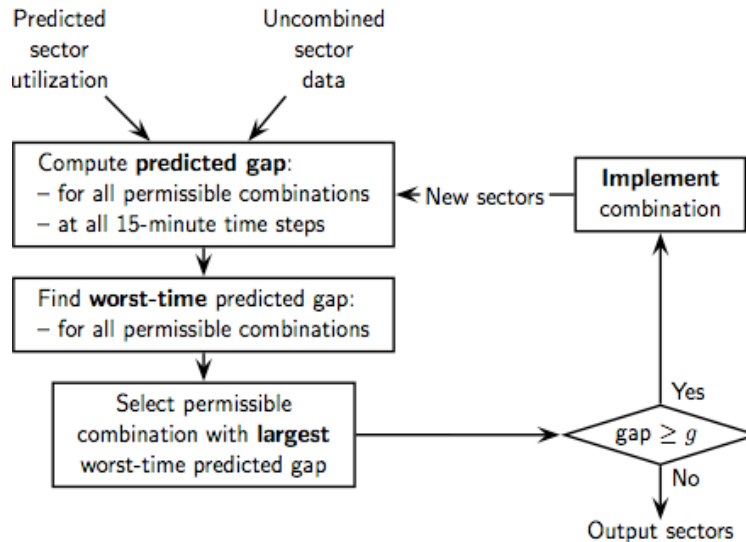 Predicted
sector
utilization
Uncombined
sector
data
Compute predicted gap:
– for all permissible combinations
– at all 15-minute time steps
New sectors
Implement
combination
Find worst-time predicted gap:
– for all permissible combinations
Select permissible
combination with largest
worst-time predicted gap
gap ≥ g
Yes
No
Output sectors